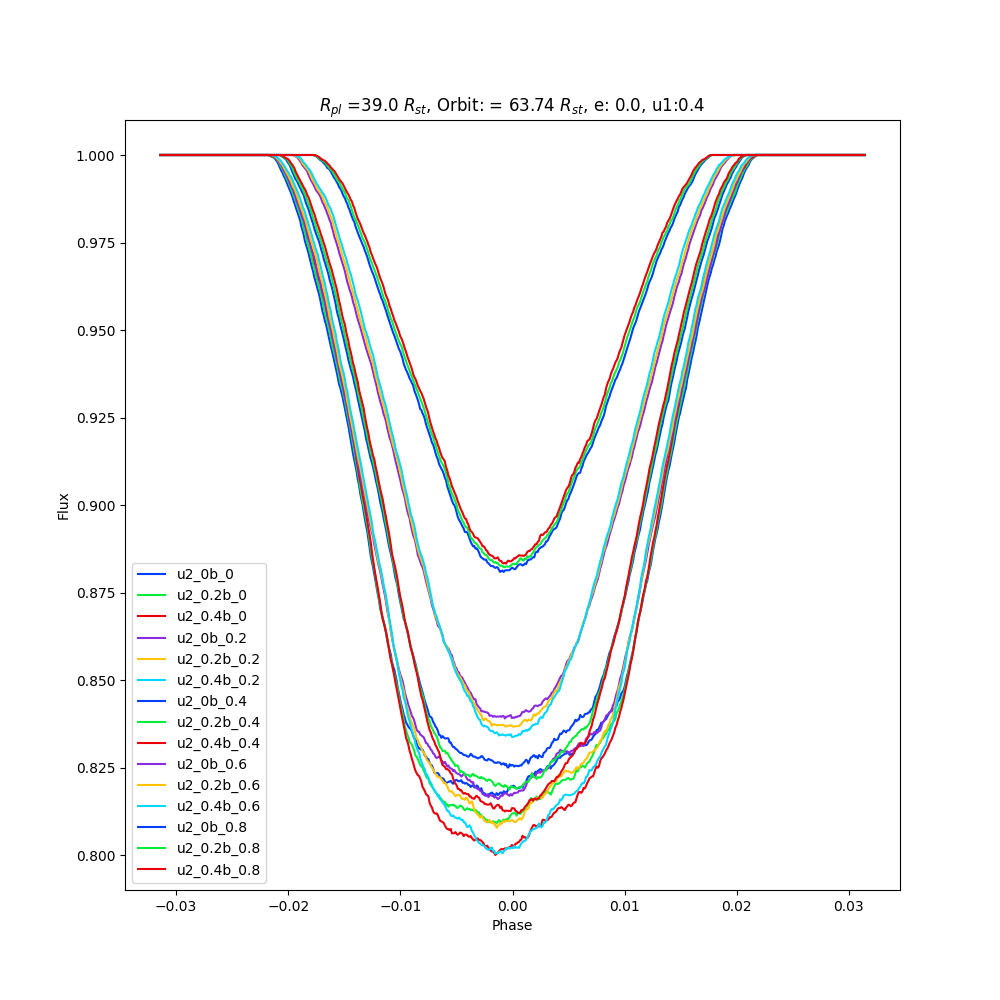 R_pl =39.0 R_st, Orbit: = 63.74 R_st, e: 0.0, u1:0.4
1.000
0.975
0.950
0.925
0.900
0.875
0.850
0.825
0.800
Flux
u2_0b_0
u2_0.2b_0
u2_0.4b_0
u2_0b_0.2
u2_0.2b_0.2
u2_0.4b_0.2
u2_0b_0.4
u2_0.2b_0.4
u2_0.4b_0.4
u2_0b_0.6
u2_0.2b_0.6
u2_0.4b_0.6
u2_0b_0.8
u2_0.2b_0.8
u2_0.4b_0.8
−0.03 −0.02 −0.01 0.00 0.01 0.02 0.03
Phase